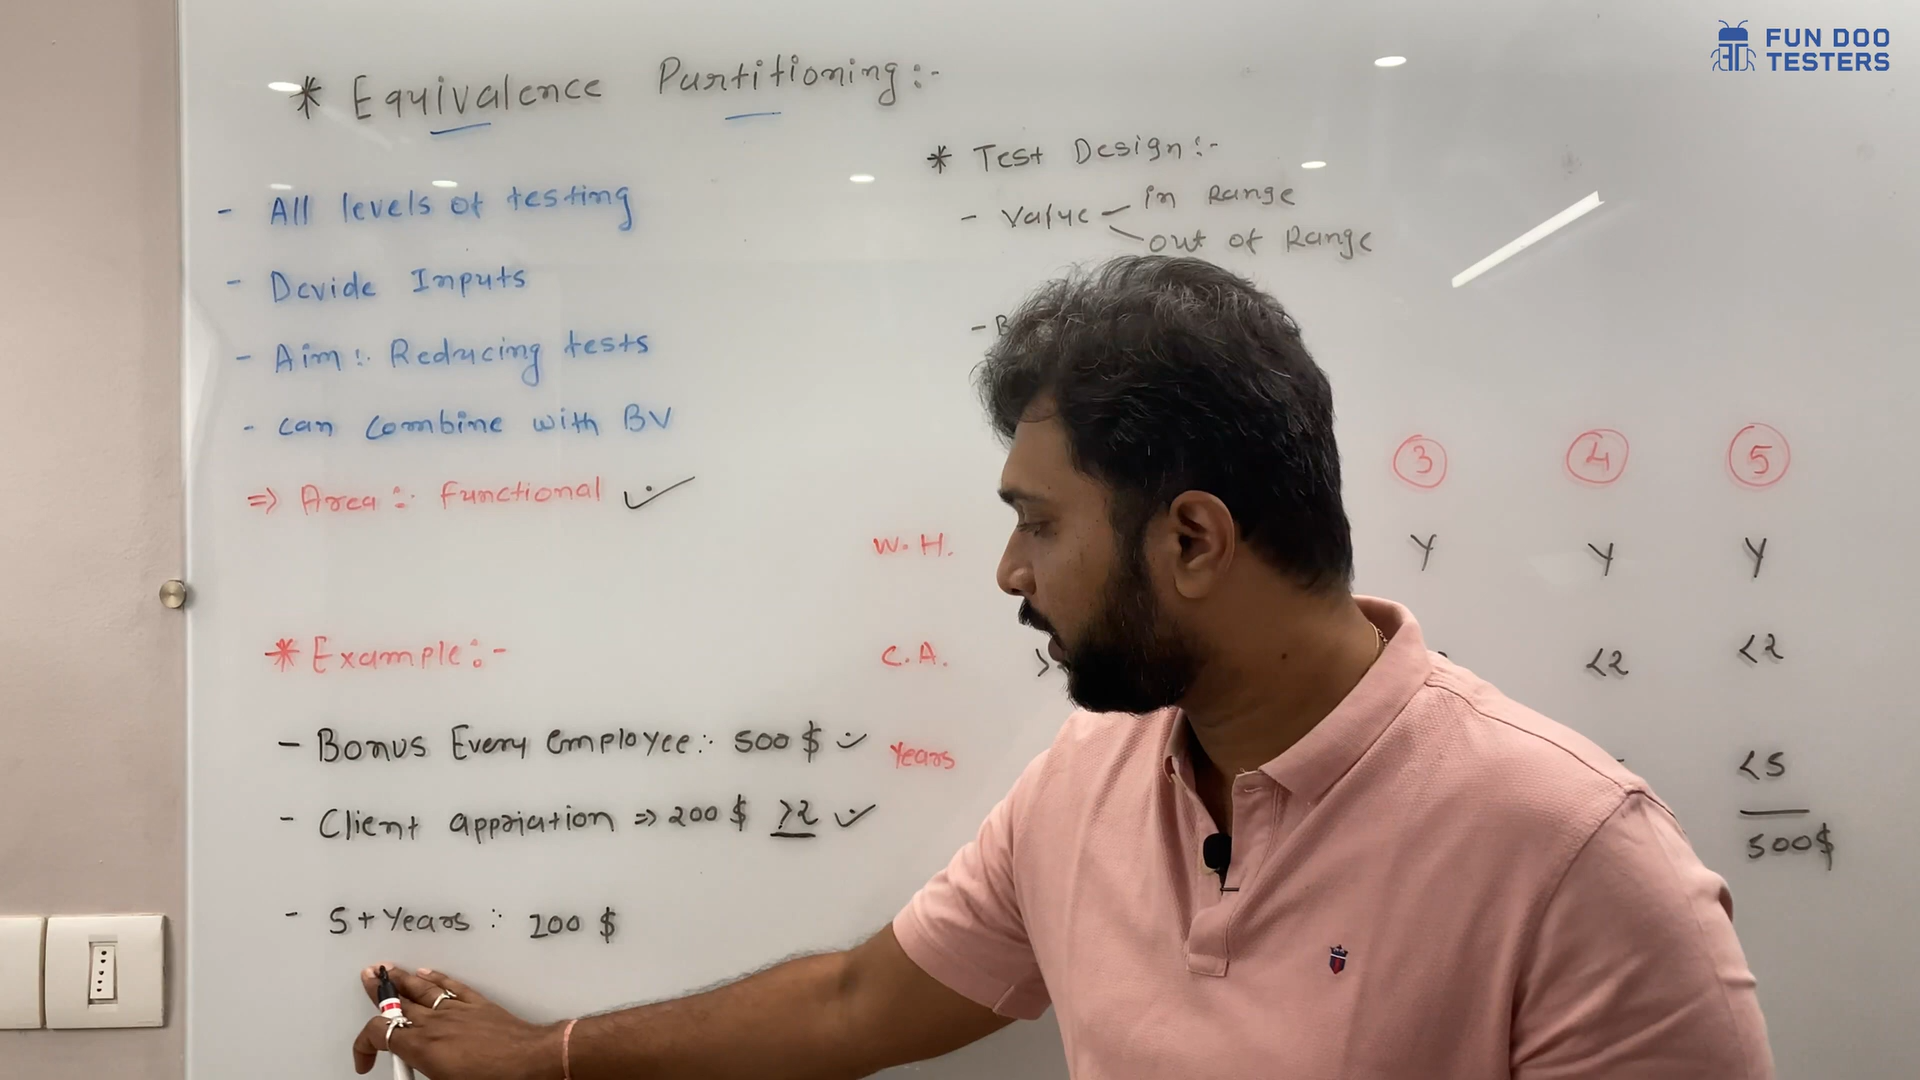 FUN DOO
TESTERS
* Equivalence Partitioning:-
- All levels of testing
- Devide Inputs
- Aim:- Reducing tests
- can combine with BV
=> Area:- functional ✓
* Example:-
- Bonus Every employee:- 500 $ ✓
- Client appriation => 200 $ >2 ✓
- 5+ Years : 200 $
* Test Design:-
- Value in Range
out of Range
- B
3 4 5
W.H. Y Y Y
C.A. > <2 <2
Years <5
500$